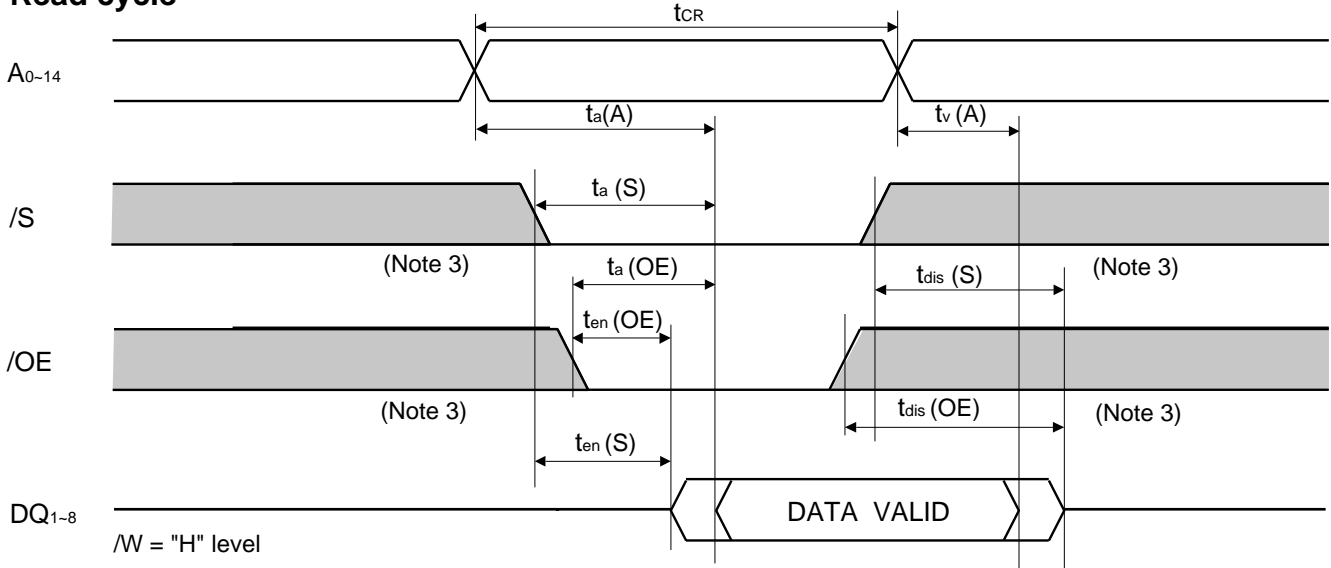 Read cycle
tCR
A0~14
ta(A)
tv (A)
ta (S)
/S
(Note 3)
ta (OE)
tdis (S)
(Note 3)
ten (OE)
/OE
(Note 3)
tdis (OE)
(Note 3)
ten (S)
DQ1~8
DATA VALID
/W = "H" level